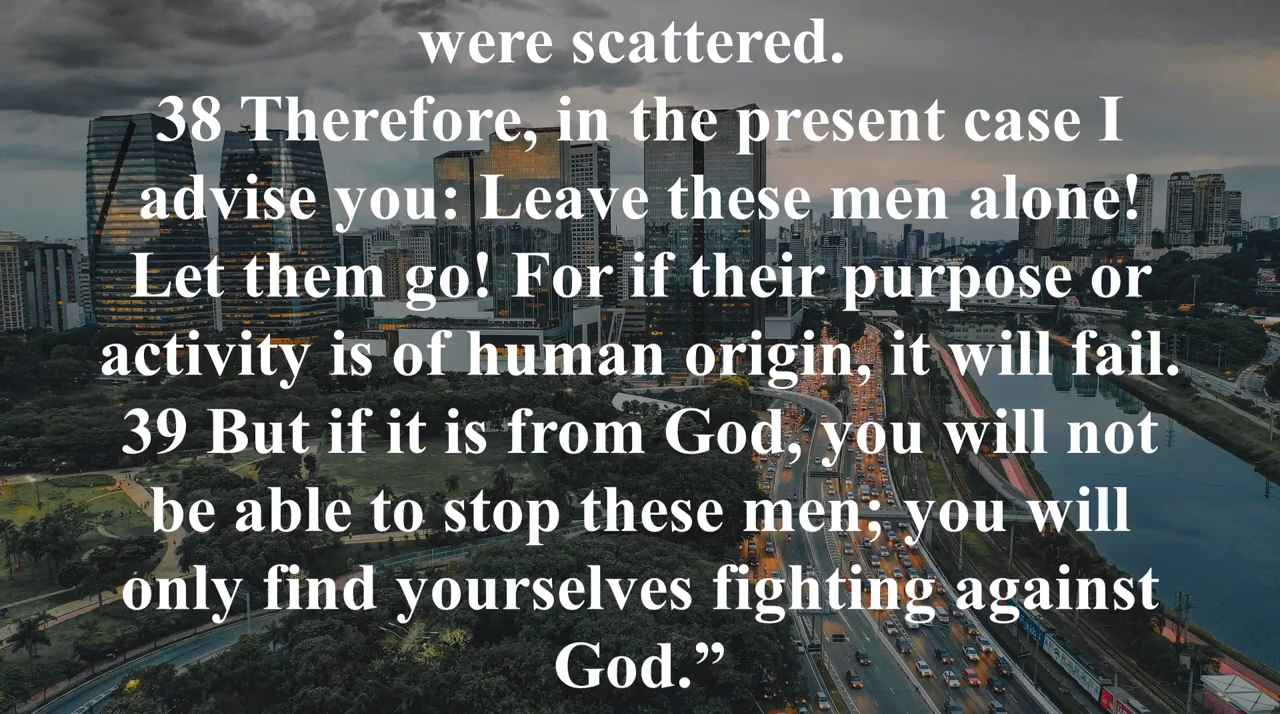 were scattered.
38 Therefore, in the present case I
advise you: Leave these men alone!
Let them go! For if their purpose or
activity is of human origin, it will fail.
39 But if it is from God, you will not
be able to stop these men; you will
only find yourselves fighting against
God.”